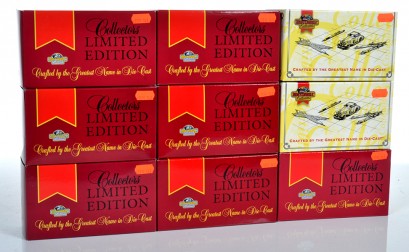 Collectors
LIMITED
EDITION
Crafted by the Greatest Name in Die-Cast
Collectors
LIMITED
EDITION
Crafted by the Greatest Name in Die-Cast
CRAFTED BY THE GREATEST NAME IN DIE-CAST
Collectors
LIMITED
EDITION
Crafted by the Greatest Name in Die-Cast
Collectors
LIMITED
EDITION
Crafted by the Greatest Name in Die-Cast
CRAFTED BY THE GREATEST NAME IN DIE-CAST
Collectors
LIMITED
EDITION
Crafted by the Greatest Name in Die-Cast
Collectors
LIMITED
EDITION
Crafted by the Greatest Name in Die-Cast
Collectors
LIMITED
EDITION
Crafted by the Greatest Name in Die-Cast